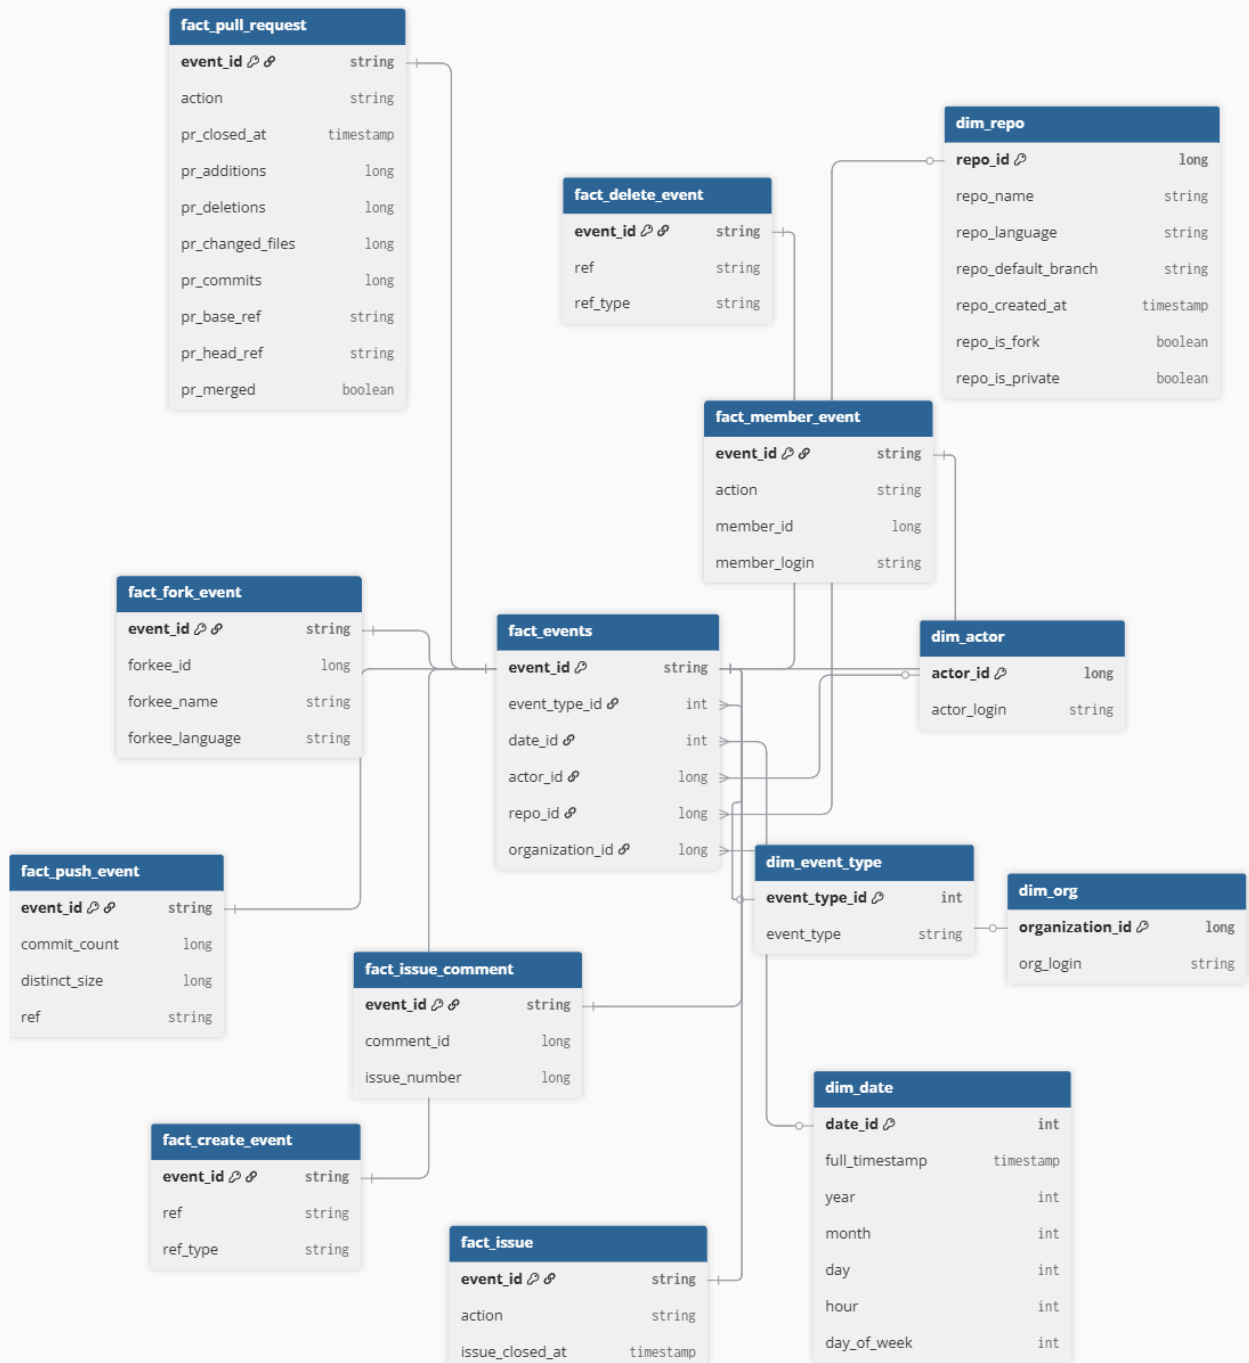 fact_pull_request
event_id string
action string
pr_closed_at timestamp
pr_additions long
pr_deletions long
pr_changed_files long
pr_commits long
pr_base_ref string
pr_head_ref string
pr_merged boolean
dim_repo
repo_id long
repo_name string
repo_language string
repo_default_branch string
repo_created_at timestamp
repo_is_fork boolean
repo_is_private boolean
fact_delete_event
event_id string
ref string
ref_type string
fact_member_event
event_id string
action string
member_id long
member_login string
fact_fork_event
event_id string
forkee_id long
forkee_name string
forkee_language string
fact_events
event_id string
event_type_id int
date_id int
actor_id long
repo_id long
organization_id long
dim_actor
actor_id long
actor_login string
fact_push_event
event_id string
commit_count long
distinct_size long
ref string
dim_event_type
event_type_id int
event_type string
dim_org
organization_id long
org_login string
fact_issue_comment
event_id string
comment_id long
issue_number long
dim_date
date_id int
full_timestamp timestamp
year int
month int
day int
hour int
day_of_week int
fact_create_event
event_id string
ref string
ref_type string
fact_issue
event_id string
action string
issue_closed_at timestamp